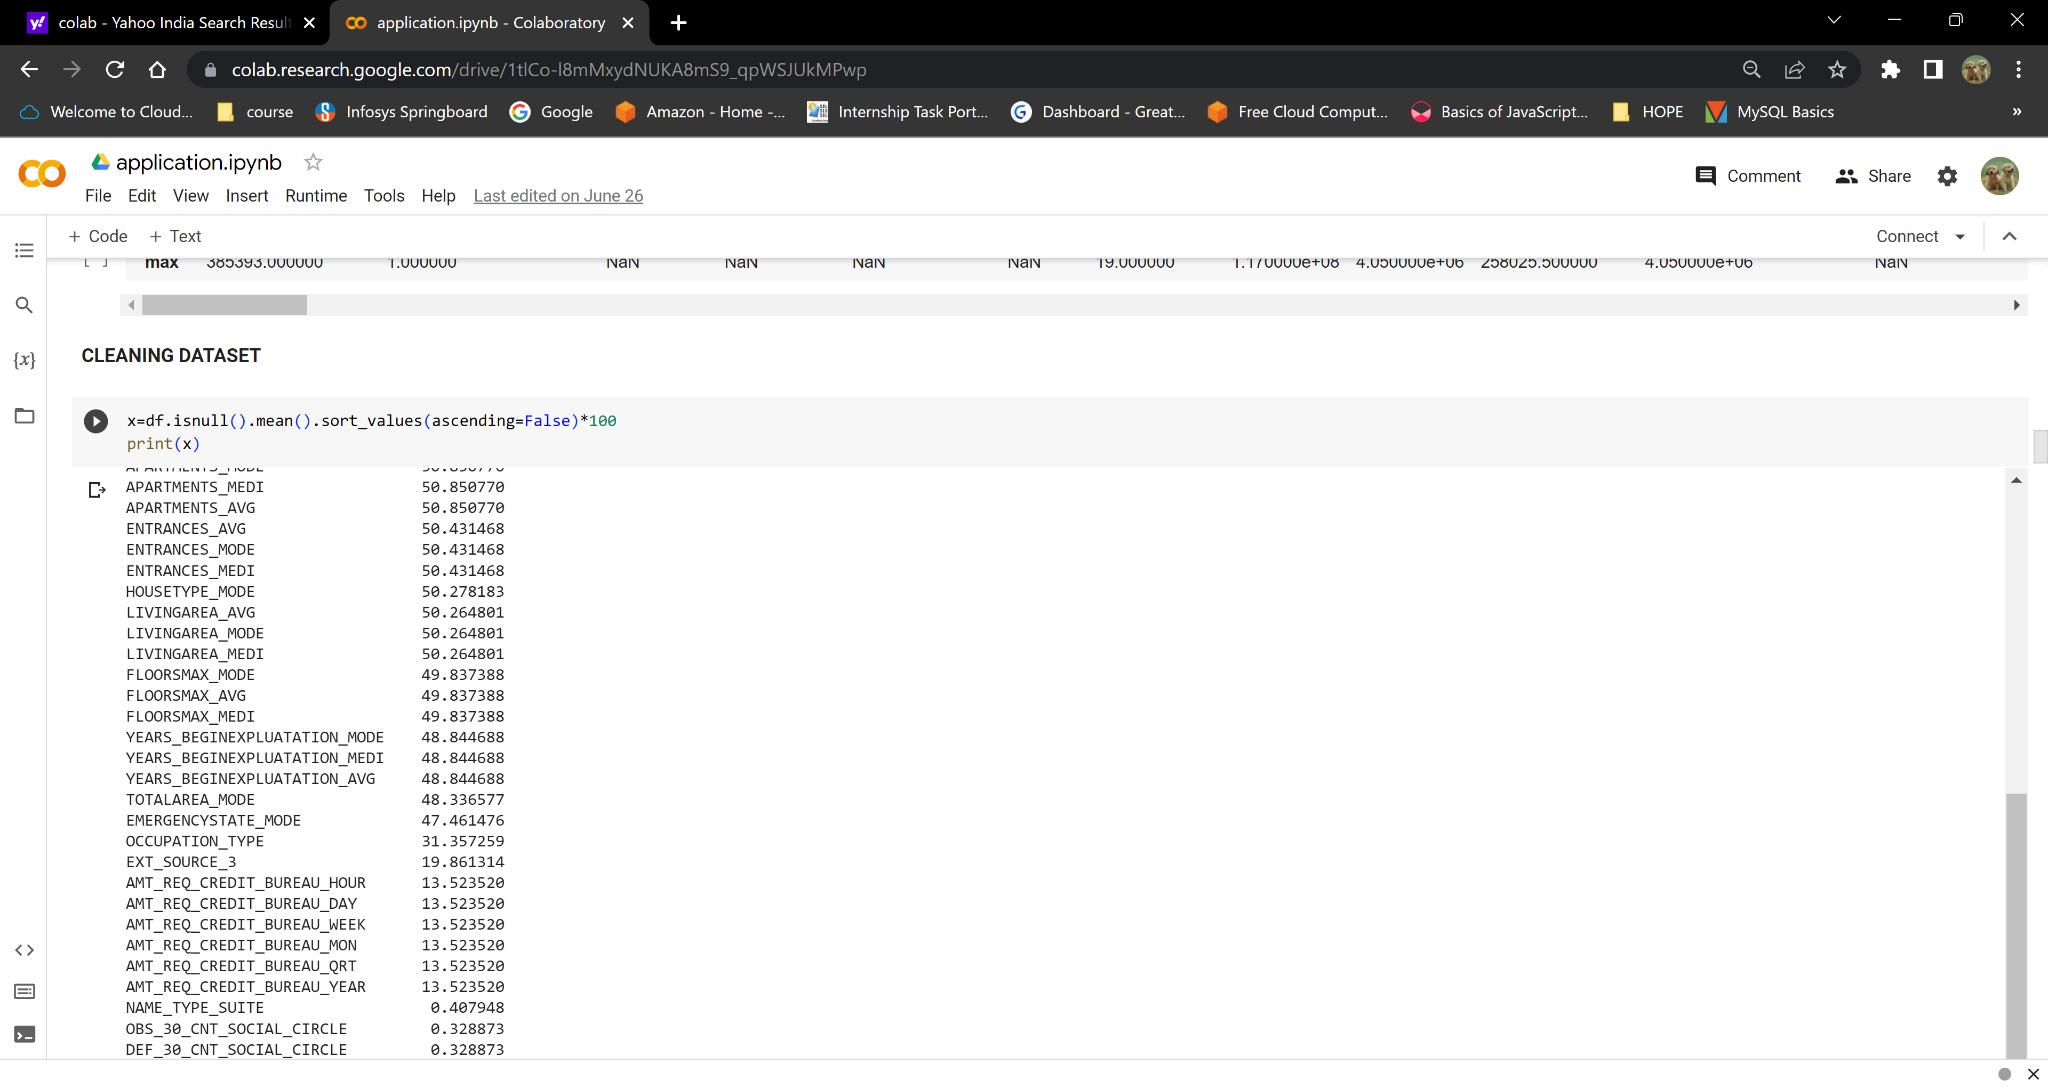 colab - Yahoo India Search Result
application.ipynb - Colaboratory
colab.research.google.com/drive/1tlCo-l8mMxydNUKA8mS9_qpWSJUkMPwp
Welcome to Cloud... course Infosys Springboard Google Amazon - Home -... Internship Task Port... Dashboard - Great... Free Cloud Comput... Basics of JavaScript... HOPE MySQL Basics »
application.ipynb
Comment Share
File Edit View Insert Runtime Tools Help Last edited on June 26
+ Code + Text Connect
[ ] max 385393.000000 1.000000 NaN NaN NaN NaN 19.000000 1.170000e+08 4.050000e+06 258025.500000 4.050000e+06 NaN
CLEANING DATASET
{x}
x=df.isnull().mean().sort_values(ascending=False)*100
print(x)
APARTMENTS_MODE 50.850770
APARTMENTS_MEDI 50.850770
APARTMENTS_AVG 50.850770
ENTRANCES_AVG 50.431468
ENTRANCES_MODE 50.431468
ENTRANCES_MEDI 50.431468
HOUSETYPE_MODE 50.278183
LIVINGAREA_AVG 50.264801
LIVINGAREA_MODE 50.264801
LIVINGAREA_MEDI 50.264801
FLOORSMAX_MODE 49.837388
FLOORSMAX_AVG 49.837388
FLOORSMAX_MEDI 49.837388
YEARS_BEGINEXPLUATATION_MODE 48.844688
YEARS_BEGINEXPLUATATION_MEDI 48.844688
YEARS_BEGINEXPLUATATION_AVG 48.844688
TOTALAREA_MODE 48.336577
EMERGENCYSTATE_MODE 47.461476
OCCUPATION_TYPE 31.357259
EXT_SOURCE_3 19.861314
AMT_REQ_CREDIT_BUREAU_HOUR 13.523520
AMT_REQ_CREDIT_BUREAU_DAY 13.523520
AMT_REQ_CREDIT_BUREAU_WEEK 13.523520
AMT_REQ_CREDIT_BUREAU_MON 13.523520
AMT_REQ_CREDIT_BUREAU_QRT 13.523520
AMT_REQ_CREDIT_BUREAU_YEAR 13.523520
NAME_TYPE_SUITE 0.407948
OBS_30_CNT_SOCIAL_CIRCLE 0.328873
DEF_30_CNT_SOCIAL_CIRCLE 0.328873